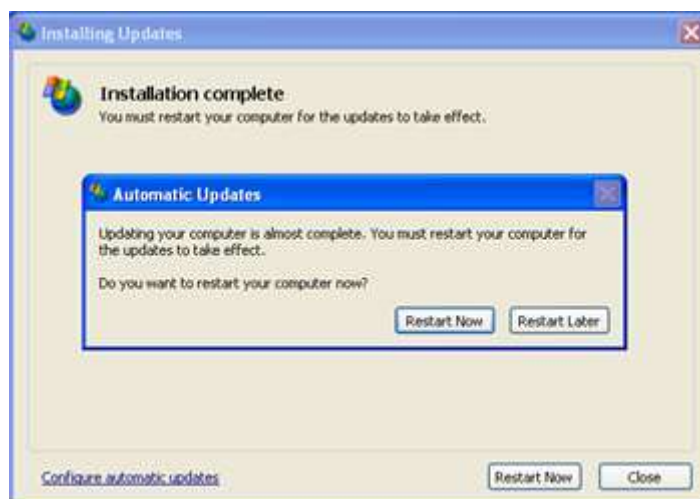 Installing Updates
Installation complete
You must restart your computer for the updates to take effect.
Automatic Updates
Updating your computer is almost complete. You must restart your computer for
the updates to take effect.
Do you want to restart your computer now?
Restart Now Restart Later
Configure automatic updates Restart Now Close